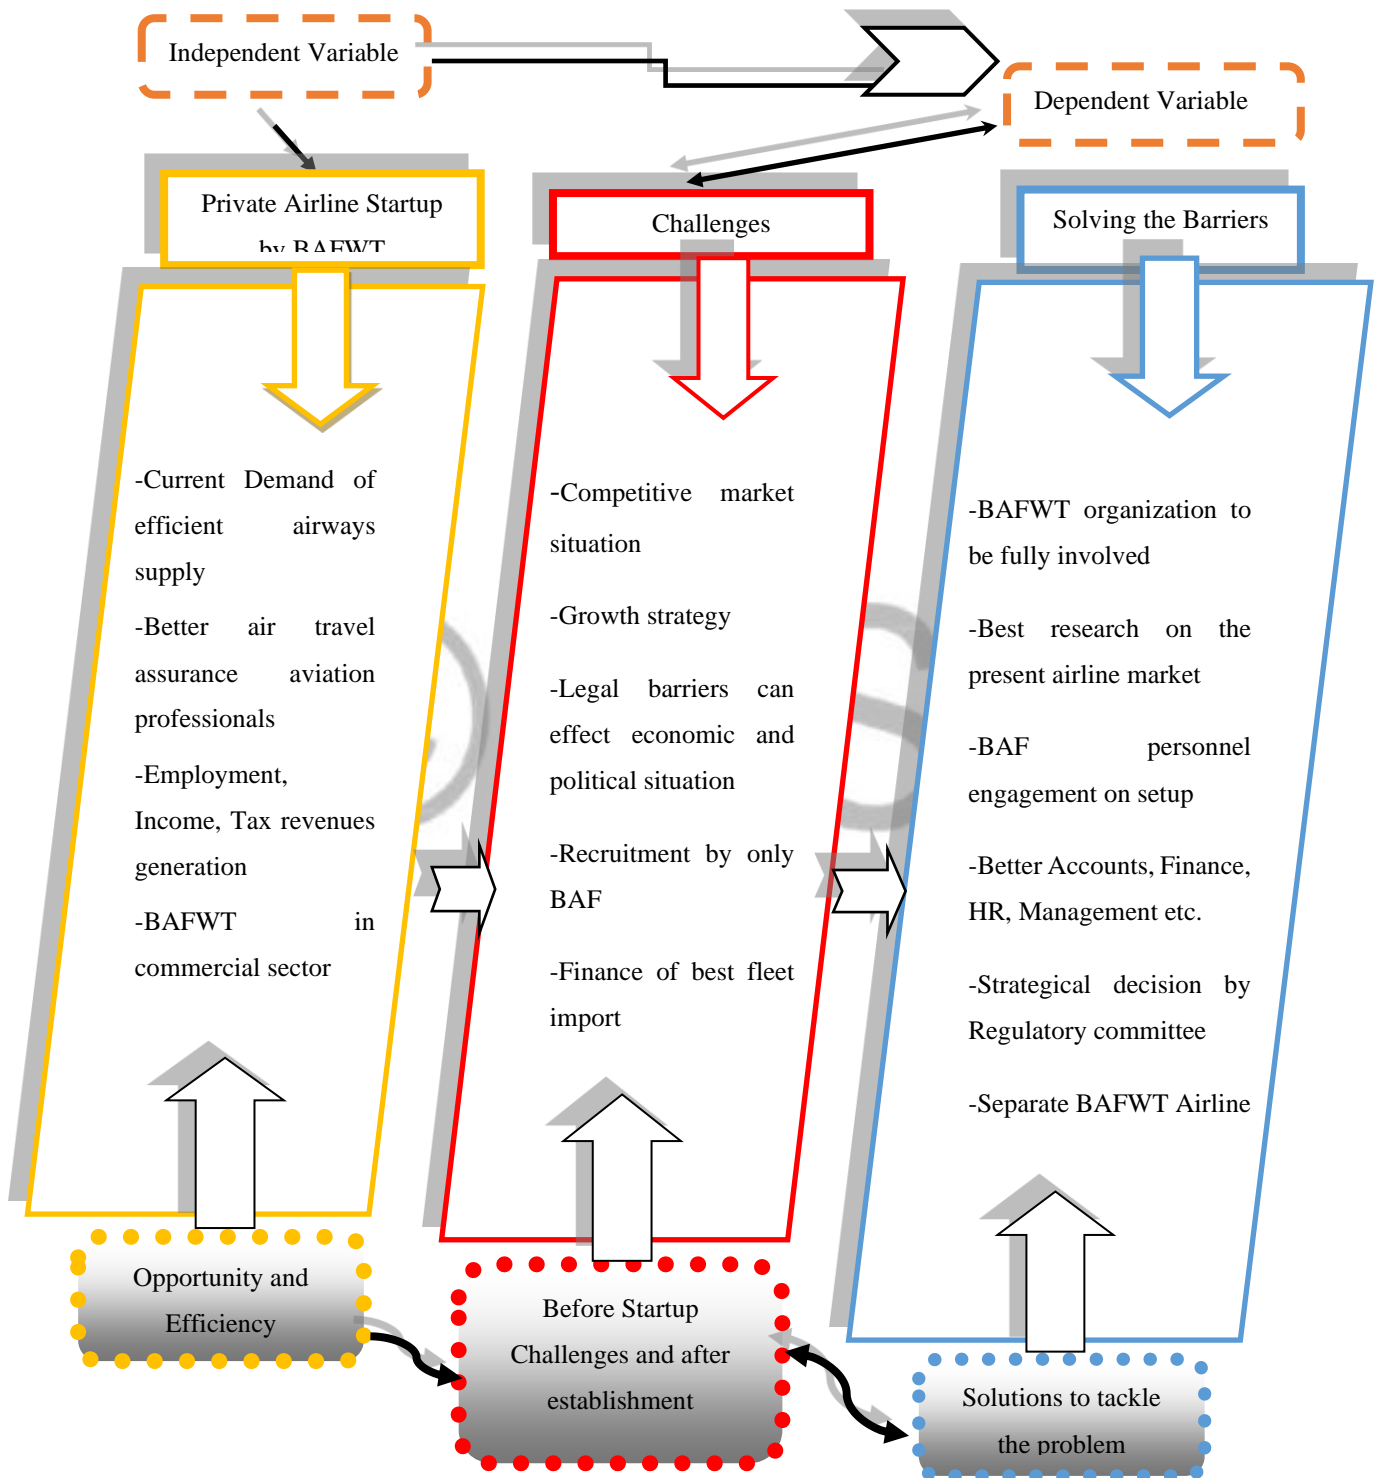 Independent Variable
Dependent Variable
Private Airline Startup
by BAFWT
-Current Demand of
efficient airways
supply
-Better air travel
assurance aviation
professionals
-Employment,
Income, Tax revenues
generation
-BAFWT in
commercial sector
Opportunity and
Efficiency
Challenges
-Competitive market
situation
-Growth strategy
-Legal barriers can
effect economic and
political situation
-Recruitment by only
BAF
-Finance of best fleet
import
Before Startup
Challenges and after
establishment
Solving the Barriers
-BAFWT organization to
be fully involved
-Best research on the
present airline market
-BAF personnel
engagement on setup
-Better Accounts, Finance,
HR, Management etc.
-Strategical decision by
Regulatory committee
-Separate BAFWT Airline
Solutions to tackle
the problem